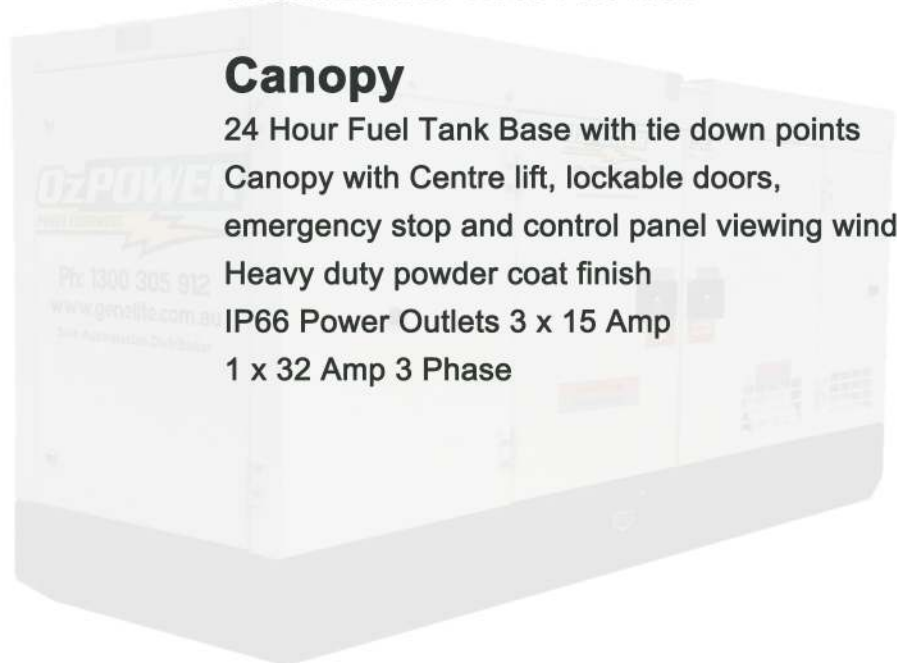 Canopy
24 Hour Fuel Tank Base with tie down points
Canopy with Centre lift, lockable doors,
emergency stop and control panel viewing wind
Heavy duty powder coat finish
IP66 Power Outlets 3 x 15 Amp
1 x 32 Amp 3 Phase
OzPOWER
Ph: 1300 305 912
www.genelite.com.au